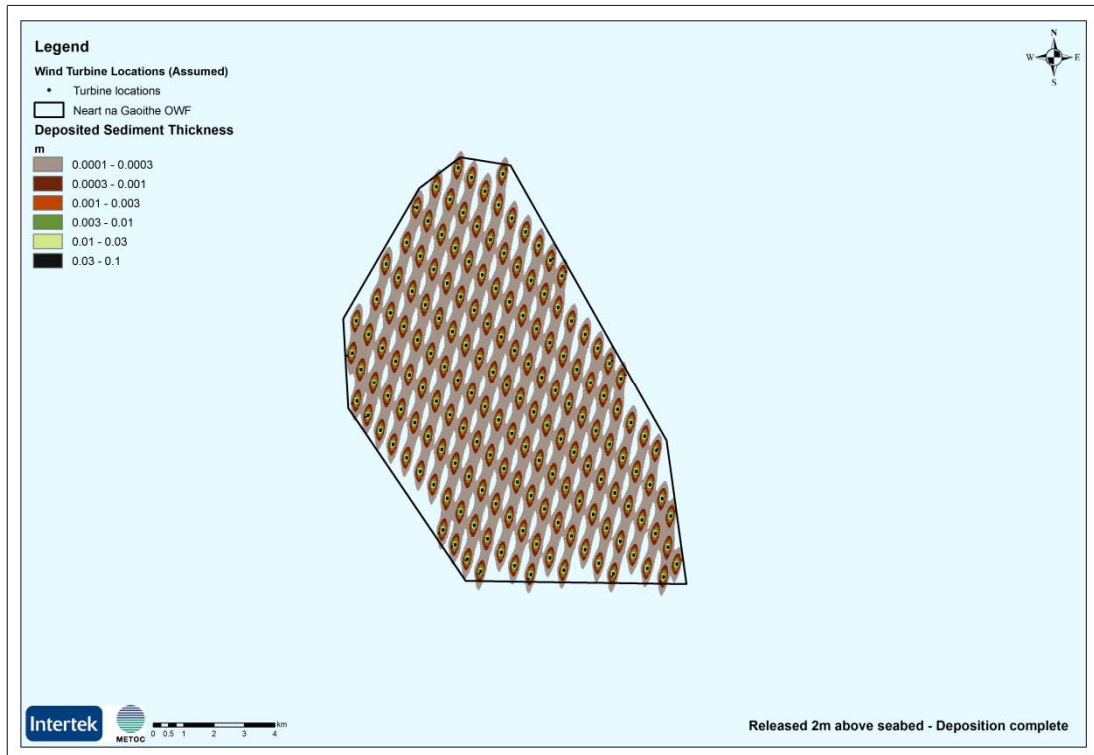 Legend
Wind Turbine Locations (Assumed)
Turbine locations
Neart na Gaoithe OWF
Deposited Sediment Thickness
m
0.0001 - 0.0003
0.0003 - 0.001
0.001 - 0.003
0.003 - 0.01
0.01 - 0.03
0.03 - 0.1
N
W E
S
Intertek
METOC
km
0 0.5 1 2 3 4
Released 2m above seabed - Deposition complete